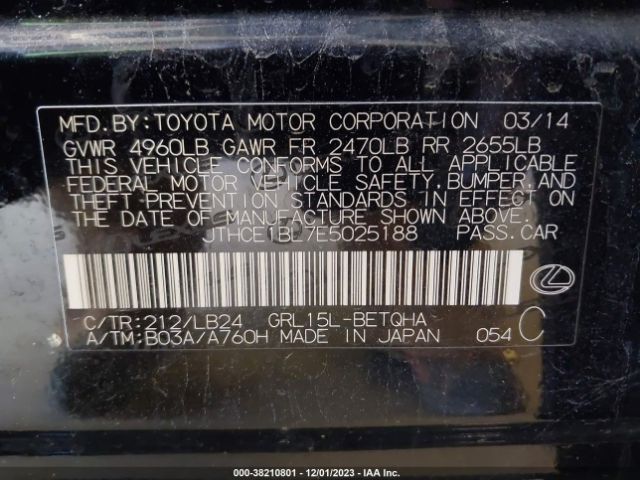 MFD.BY:TOYOTA MOTOR CORPORATION 03/14
GVWR 4960LB GAWR FR 2470LB RR 2655LB
THIS VEHICLE CONFORMS TO ALL APPLICABLE
FEDERAL MOTOR VEHICLE SAFETY,BUMPER,AND
THEFT PREVENTION STANDARDS IN EFFECT ON
THE DATE OF MANUFACTURE SHOWN ABOVE.
JTHCE1BL7E5025188 PASS.CAR
C/TR:212/LB24 GRL15L-BETQHA
A/TM:B03A/A760H MADE IN JAPAN 054 C
000-38210801 - 12/01/2023 - IAA Inc.